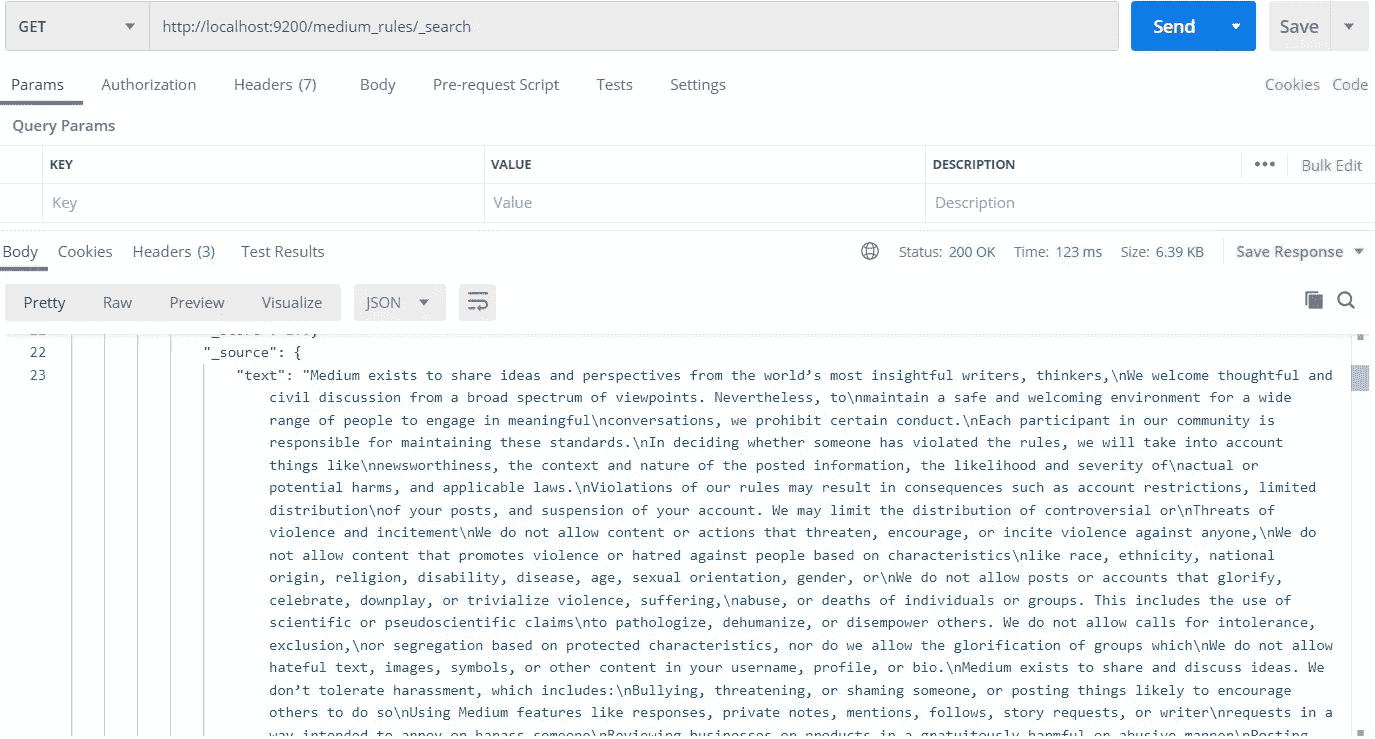 GET http://localhost:9200/medium_rules/_search Send Save
Params Authorization Headers (7) Body Pre-request Script Tests Settings Cookies Code
Query Params
KEY VALUE DESCRIPTION ••• Bulk Edit
Key Value Description
Body Cookies Headers (3) Test Results Status: 200 OK Time: 123 ms Size: 6.39 KB Save Response
Pretty Raw Preview Visualize JSON
22 "_source": {
23 "text": "Medium exists to share ideas and perspectives from the world’s most insightful writers, thinkers,\nWe welcome thoughtful and
civil discussion from a broad spectrum of viewpoints. Nevertheless, to\nmaintain a safe and welcoming environment for a wide
range of people to engage in meaningful\nconversations, we prohibit certain conduct.\nEach participant in our community is
responsible for maintaining these standards.\nIn deciding whether someone has violated the rules, we will take into account
things like\nnewsworthiness, the context and nature of the posted information, the likelihood and severity of\nactual or
potential harms, and applicable laws.\nViolations of our rules may result in consequences such as account restrictions, limited
distribution\nof your posts, and suspension of your account. We may limit the distribution of controversial or\nThreats of
violence and incitement\nWe do not allow content or actions that threaten, encourage, or incite violence against anyone,\nWe do
not allow content that promotes violence or hatred against people based on characteristics\nlike race, ethnicity, national
origin, religion, disability, disease, age, sexual orientation, gender, or\nWe do not allow posts or accounts that glorify,
celebrate, downplay, or trivialize violence, suffering,\nabuse, or deaths of individuals or groups. This includes the use of
scientific or pseudoscientific claims\nto pathologize, dehumanize, or disempower others. We do not allow calls for intolerance,
exclusion,\nor segregation based on protected characteristics, nor do we allow the glorification of groups which\nWe do not allow
hateful text, images, symbols, or other content in your username, profile, or bio.\nMedium exists to share and discuss ideas. We
don’t tolerate harassment, which includes:\nBullying, threatening, or shaming someone, or posting things likely to encourage
others to do so\nUsing Medium features like responses, private notes, mentions, follows, story requests, or writer\nrequests in a
way intended to annoy or harass someone\nReviewing businesses or products in a gratuitously harmful or abusive manner\nPosting